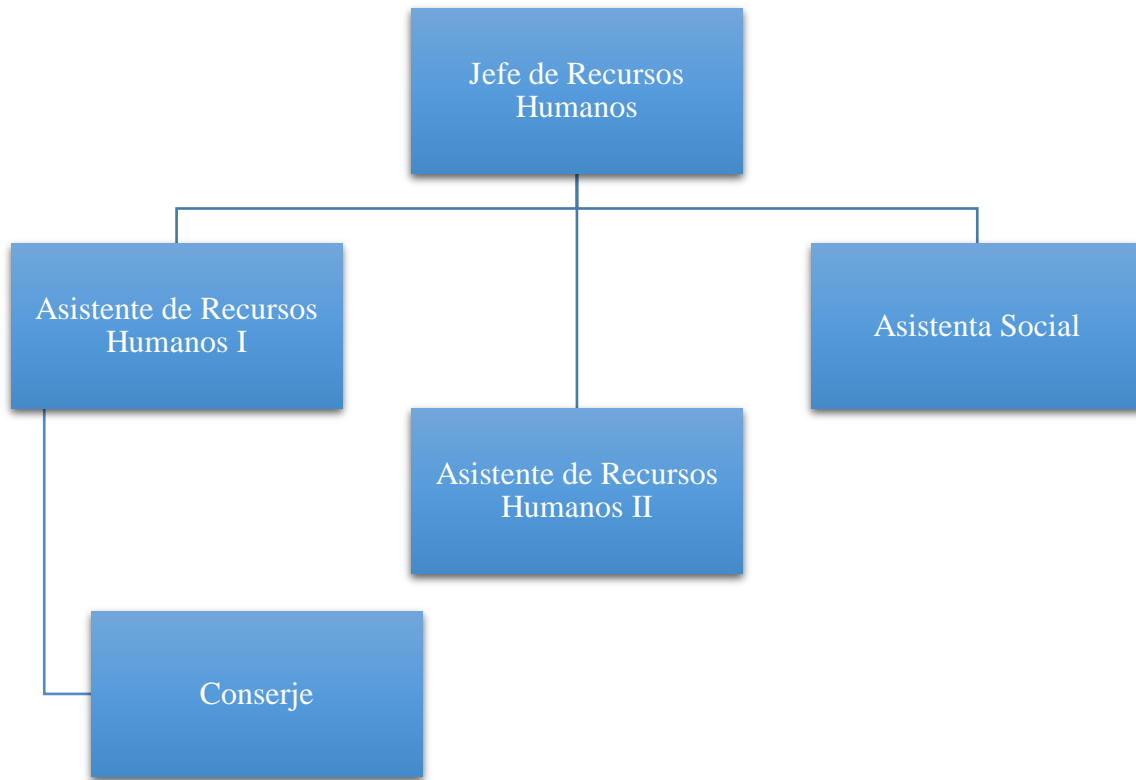 Jefe de Recursos
Humanos
Asistente de Recursos
Humanos I
Asistenta Social
Asistente de Recursos
Humanos II
Conserje